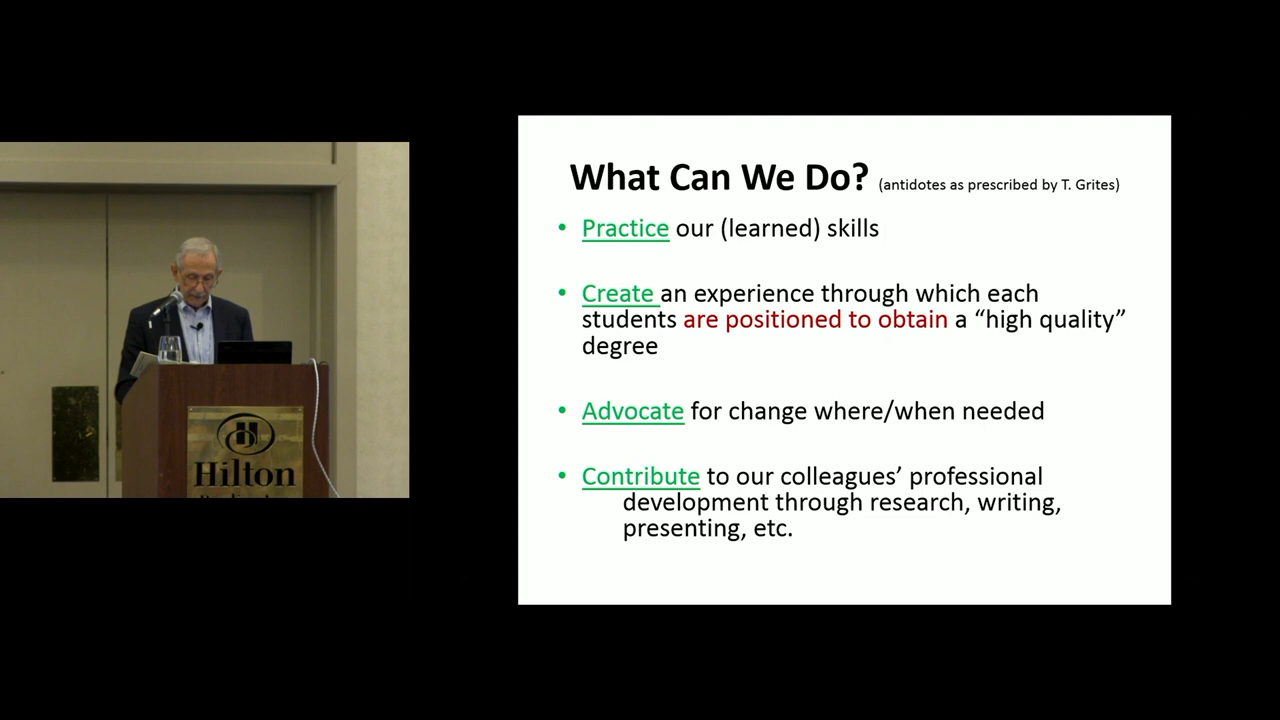 Hilton
What Can We Do? (antidotes as prescribed by T. Grites)
• Practice our (learned) skills
• Create an experience through which each
students are positioned to obtain a “high quality”
degree
• Advocate for change where/when needed
• Contribute to our colleagues’ professional
development through research, writing,
presenting, etc.